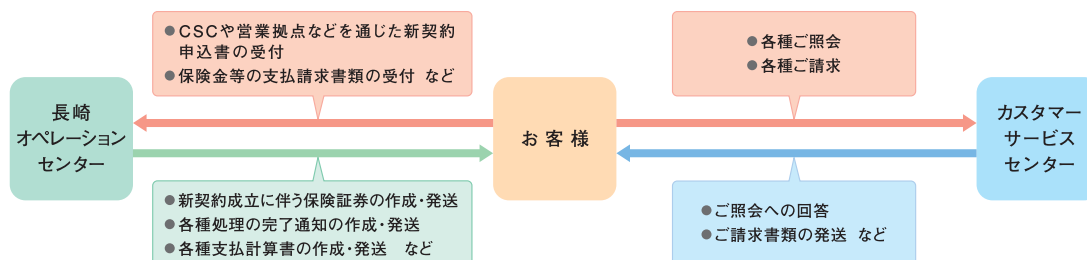 ●CSCや営業拠点などを通じた新契約
申込書の受付
●保険金等の支払請求書類の受付 など
●各種ご照会
●各種ご請求
長崎
オペレーション
センター
お客様
カスタマー
サービス
センター
●新契約成立に伴う保険証券の作成・発送
●各種処理の完了通知の作成・発送
●各種支払計算書の作成・発送 など
●ご照会への回答
●ご請求書類の発送 など